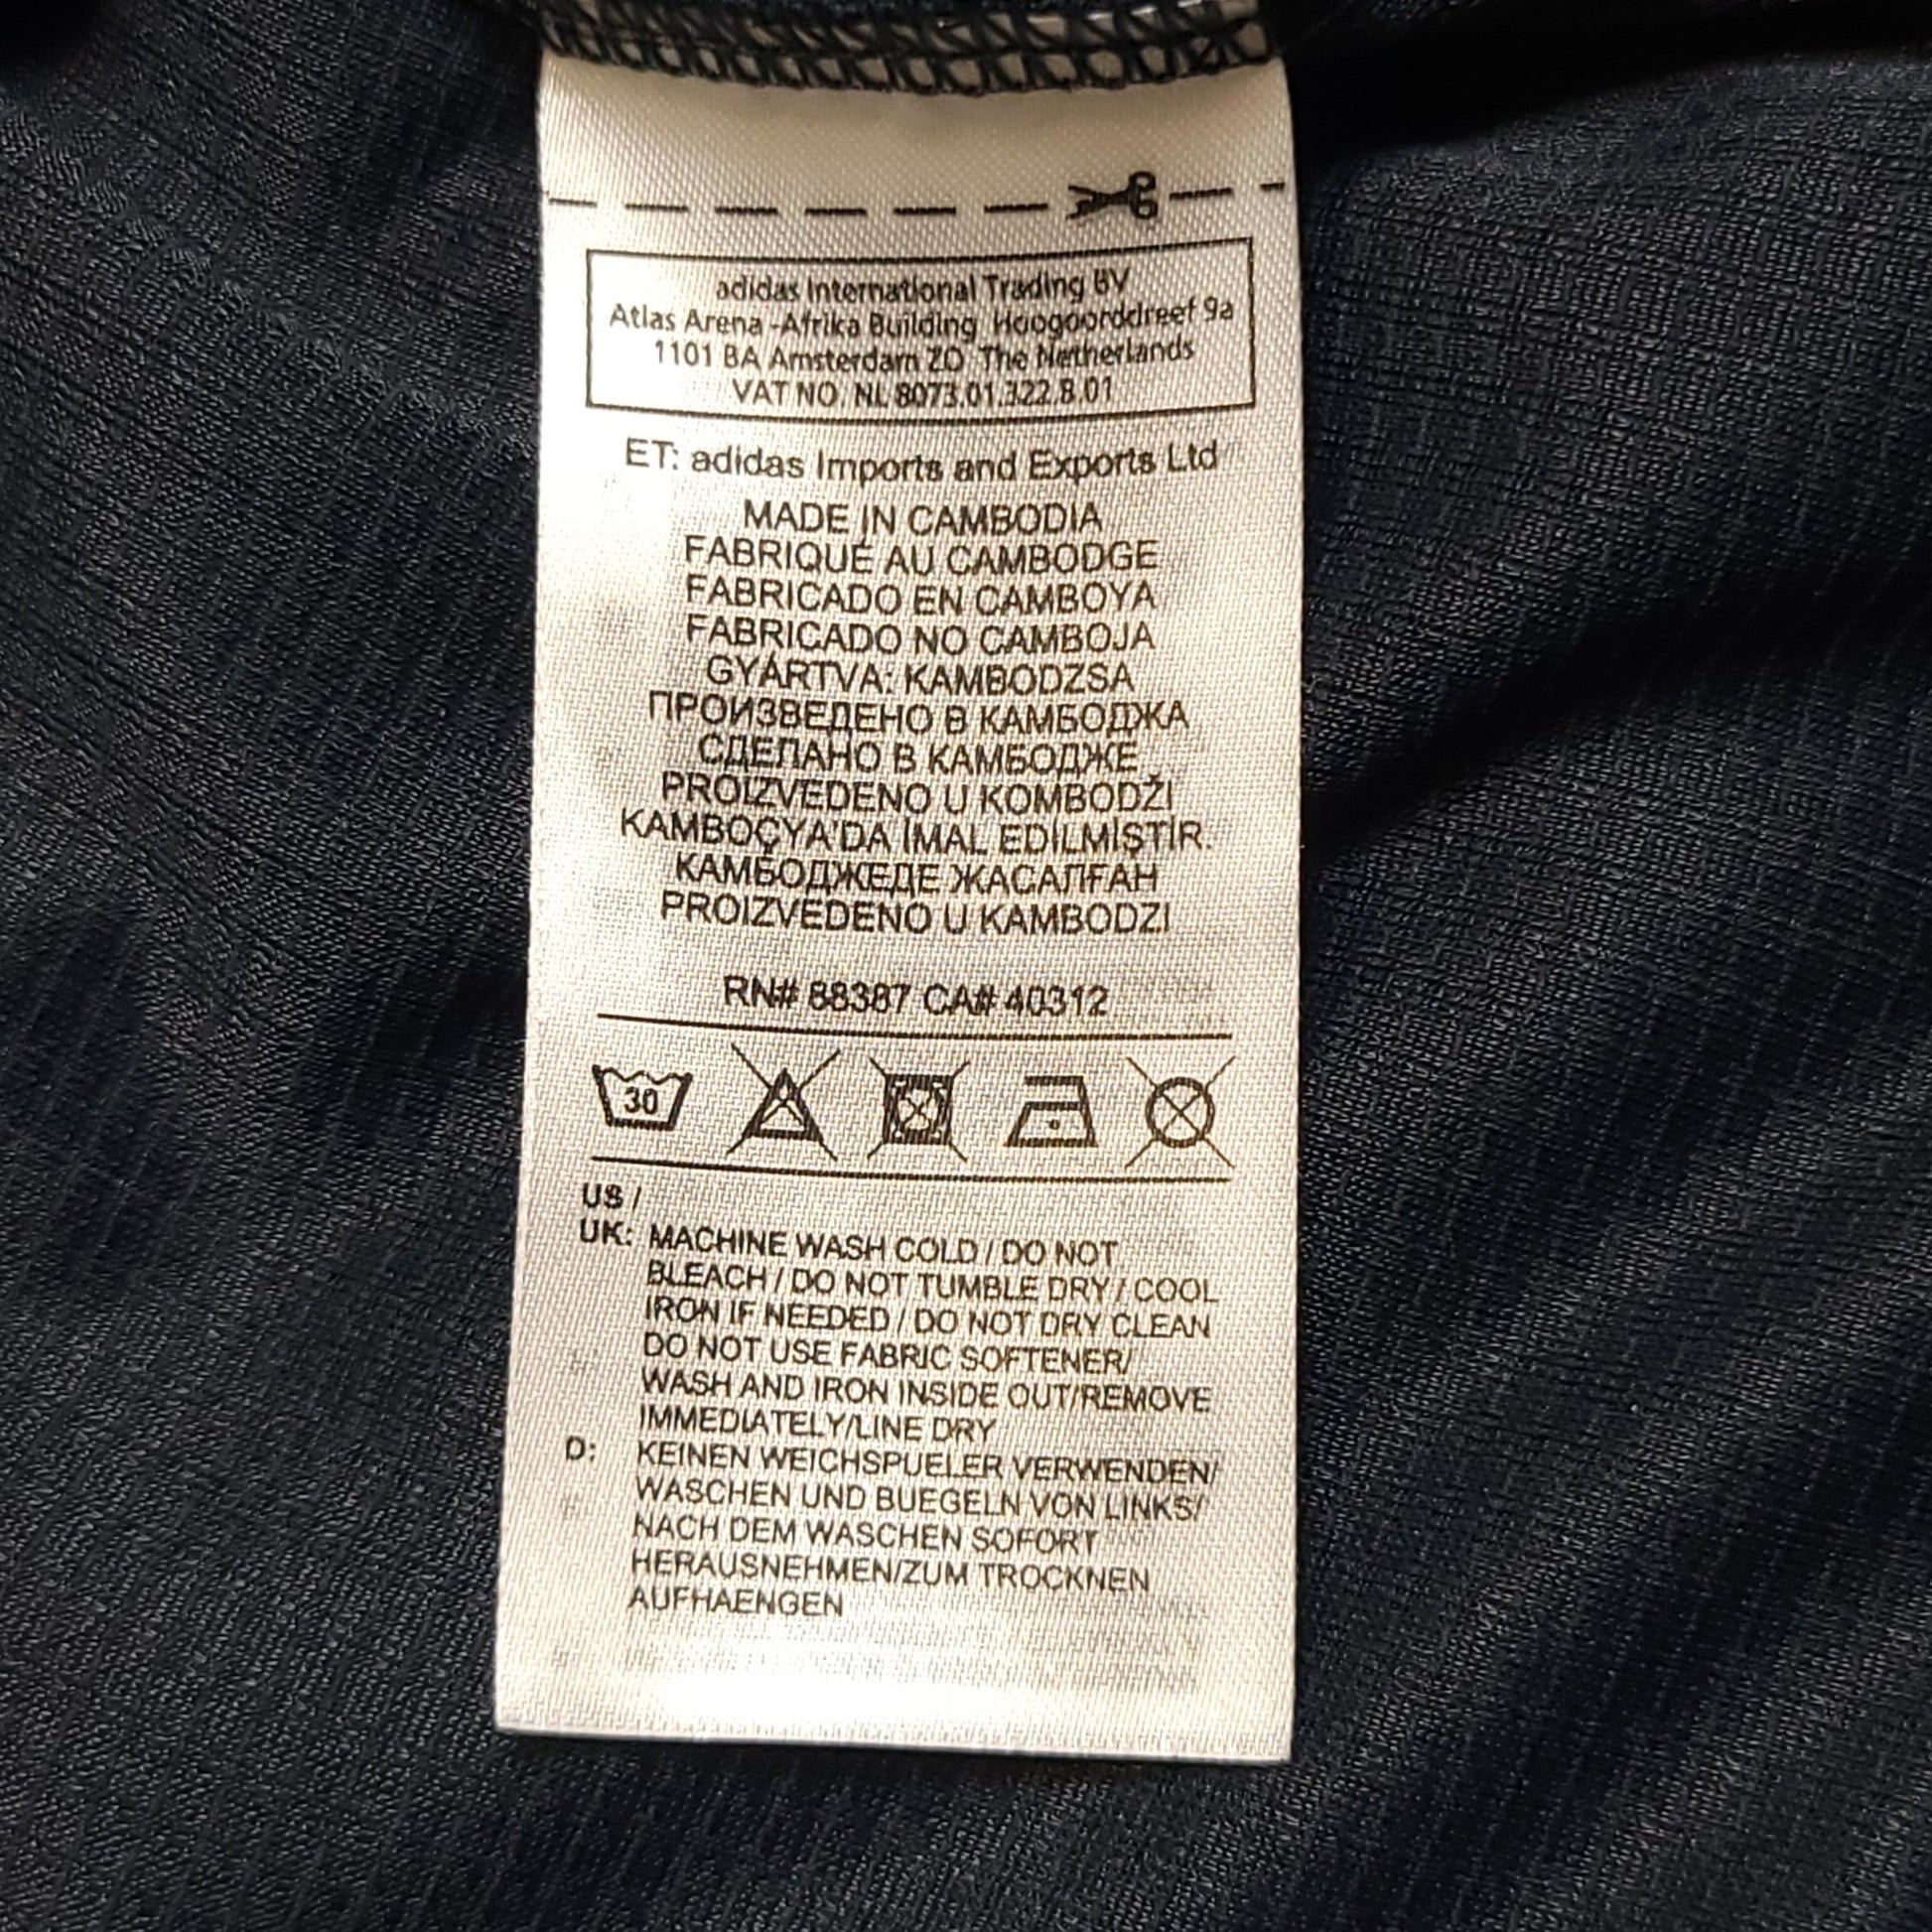 adidas International Trading BV
Atlas Arena -Afrika Building Hoogoorddreef 9a
1101 BA Amsterdam ZO The Netherlands
VAT NO. NL 8073.01.322.B.01
ET: adidas Imports and Exports Ltd
MADE IN CAMBODIA
FABRIQUÉ AU CAMBODGE
FABRICADO EN CAMBOYA
FABRICADO NO CAMBOJA
GYÁRTVA: KAMBODZSA
ПРОИЗВЕДЕНО В КАМБОДЖА
СДЕЛАНО В КАМБОДЖЕ
PROIZVEDENO U KOMBODŽI
KAMBOÇYA'DA İMAL EDİLMİŞTİR.
КАМБОДЖЕДЕ ЖАСАЛҒАН
PROIZVEDENO U KAMBODZI
RN# 88387 CA# 40312
30
US /
UK: MACHINE WASH COLD / DO NOT
BLEACH / DO NOT TUMBLE DRY / COOL
IRON IF NEEDED / DO NOT DRY CLEAN
DO NOT USE FABRIC SOFTENER/
WASH AND IRON INSIDE OUT/REMOVE
IMMEDIATELY/LINE DRY
D: KEINEN WEICHSPUELER VERWENDEN/
WASCHEN UND BUEGELN VON LINKS/
NACH DEM WASCHEN SOFORT
HERAUSNEHMEN/ZUM TROCKNEN
AUFHAENGEN